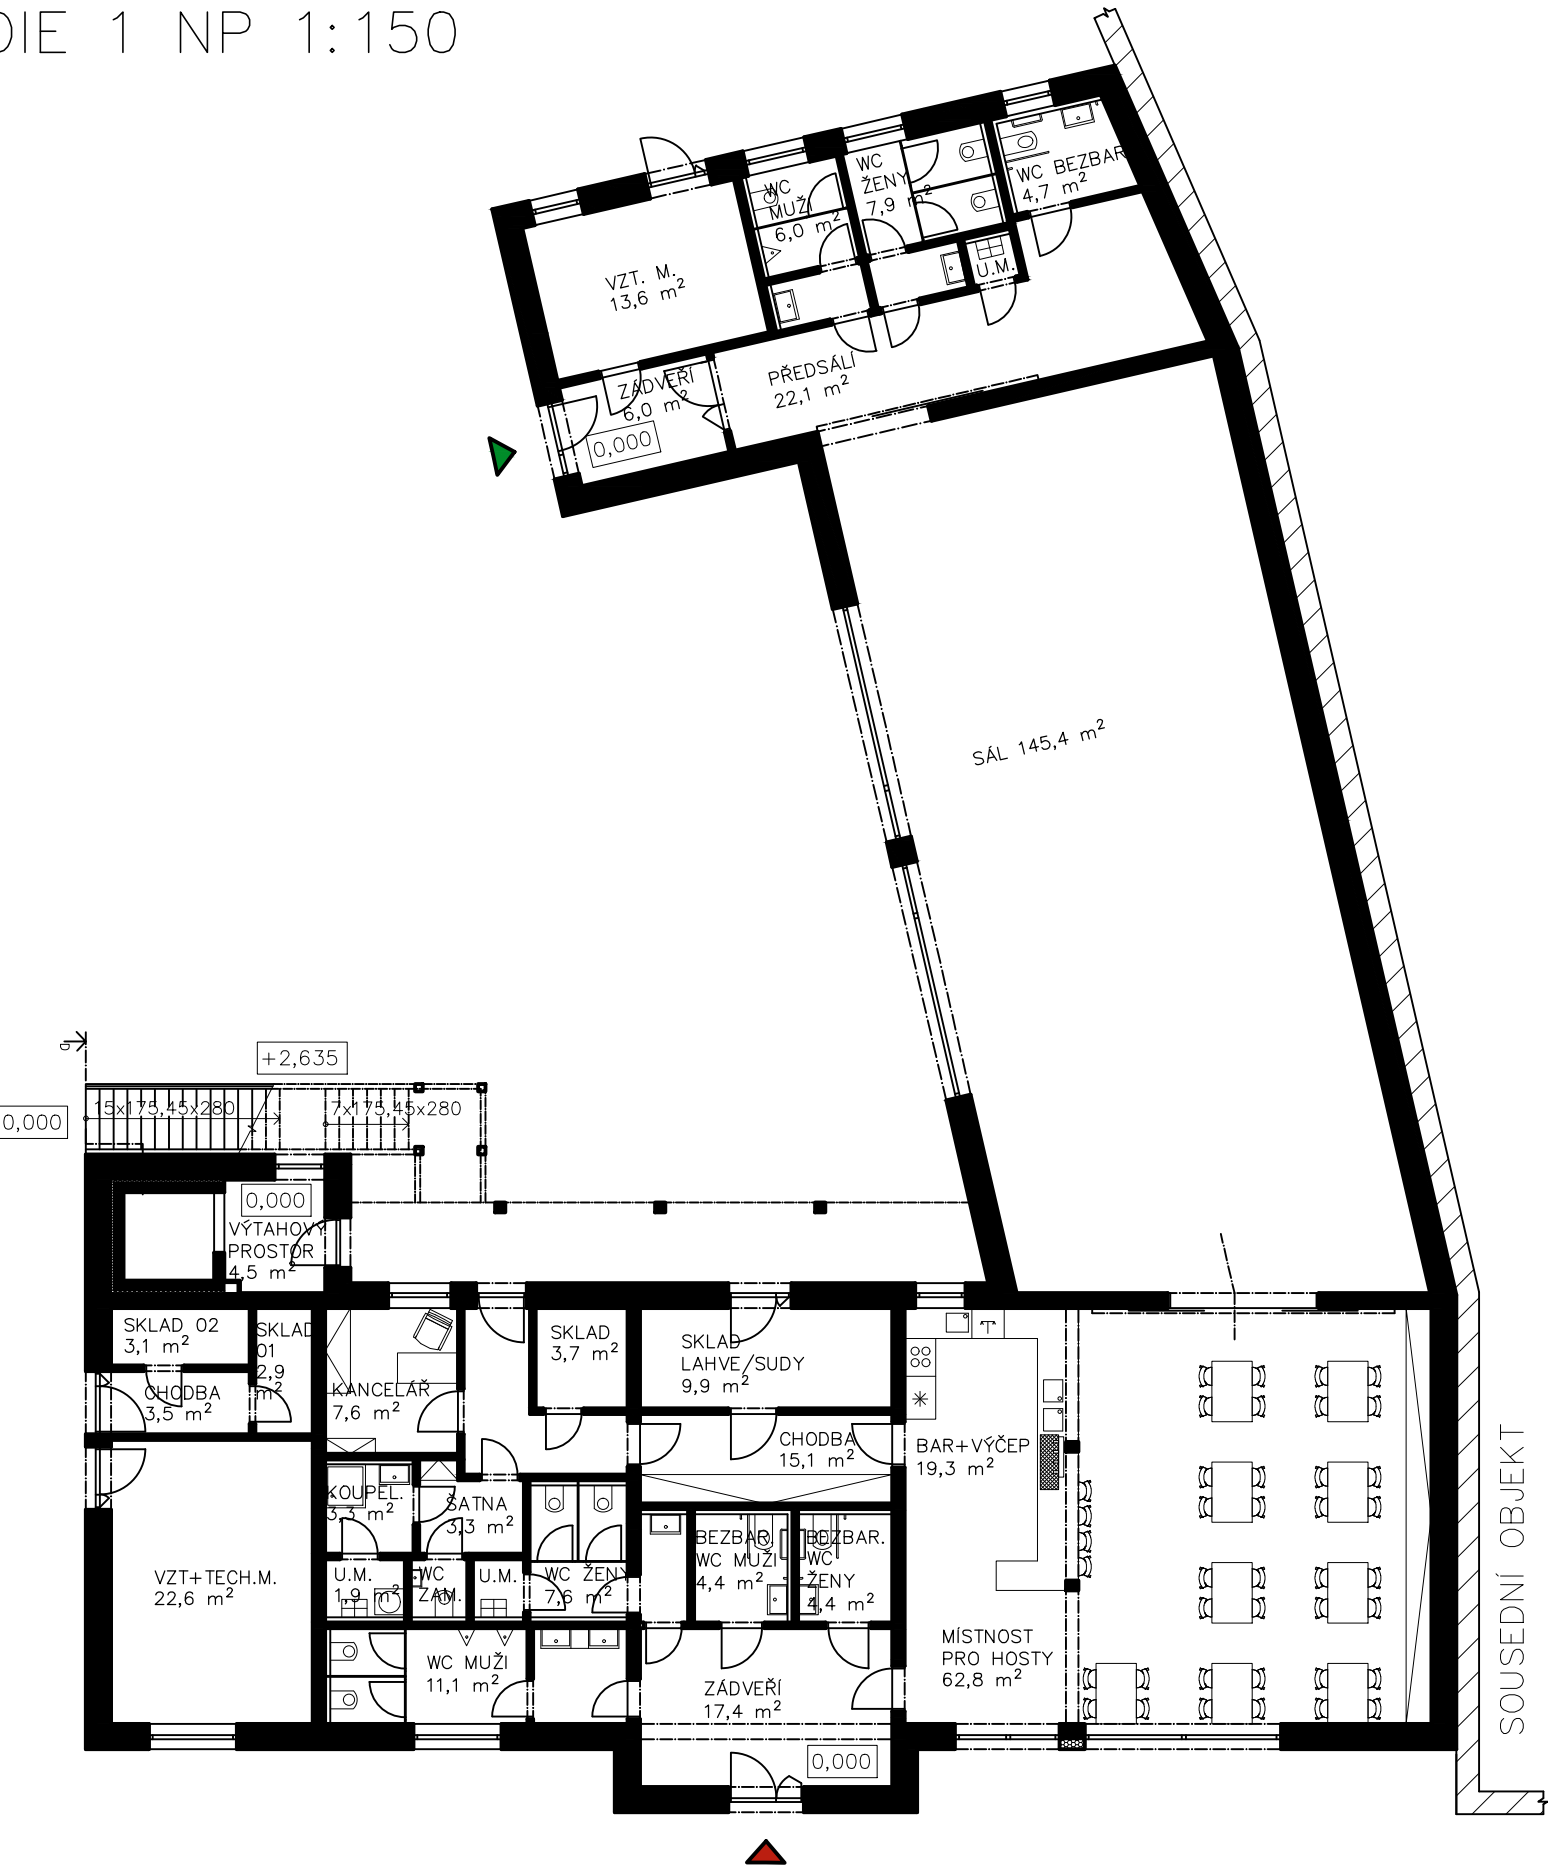 DIE 1 NP 1:150
WC BEZBAR.
4,7 m²
WC
ŽENY
7,9 m²
WC
MUŽI
6,0 m²
U.M.
VZT. M.
13,6 m²
PŘEDSÁLÍ
22,1 m²
ZÁDVEŘÍ
6,0 m²
0,000
SÁL 145,4 m²
+2,635
0,000
15x175,45x280
7x175,45x280
0,000
VÝTAHOVÝ
PROSTOR
4,5 m²
SKLAD 02
3,1 m²
SKLAD
01
2,9
m²
CHODBA
3,5 m²
KANCELÁŘ
7,6 m²
SKLAD
3,7 m²
SKLAD
LAHVE/SUDY
9,9 m²
CHODBA
15,1 m²
BAR+VÝČEP
19,3 m²
KOUPEL.
3,3 m²
ŠATNA
3,3 m²
VZT+TECH.M.
22,6 m²
U.M.
1,9 m²
WC
ZAM.
U.M.
WC ŽENY
7,6 m²
BEZBAR.
WC MUŽI
4,4 m²
BEZBAR.
WC
ŽENY
4,4 m²
WC MUŽI
11,1 m²
ZÁDVEŘÍ
17,4 m²
MÍSTNOST
PRO HOSTY
62,8 m²
0,000
SOUSEDNÍ OBJEKT